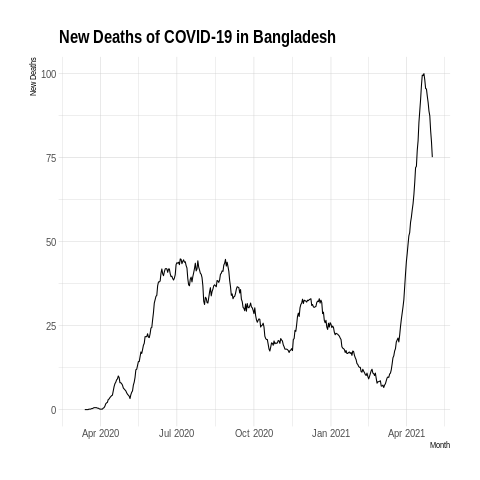 New Deaths of COVID-19 in Bangladesh
New Deaths
100
75
50
25
0
Apr 2020 Jul 2020 Oct 2020 Jan 2021 Apr 2021
Month